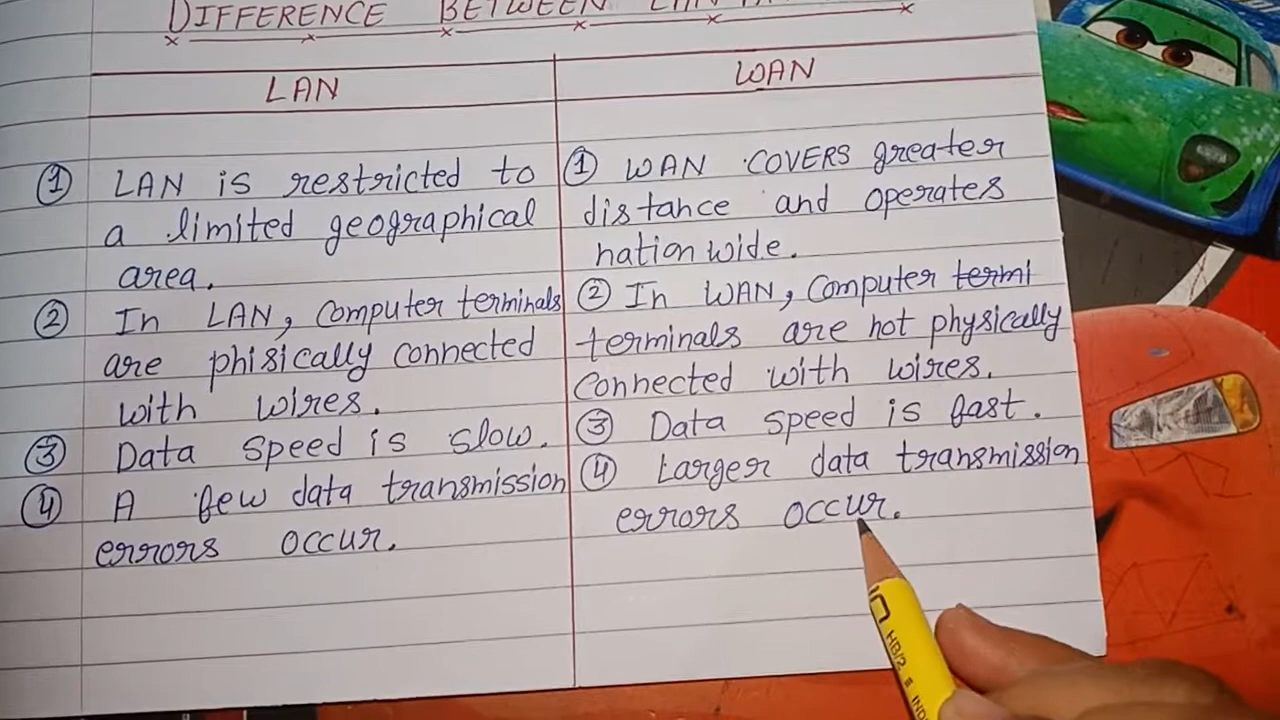 DIFFERENCE BETWEEN
LAN
WAN
① LAN is restricted to
a limited geographical
area.
② In LAN, Computer terminals
are phisically connected
with wires.
③ Data speed is slow.
④ A few data transmission
errors occur.
① WAN COVERS greater
distance and operates
nation wide.
② In WAN, Computer termi
terminals are not physically
Connected with wires.
③ Data speed is fast.
④ Larger data transmission
errors occur.
HB/2